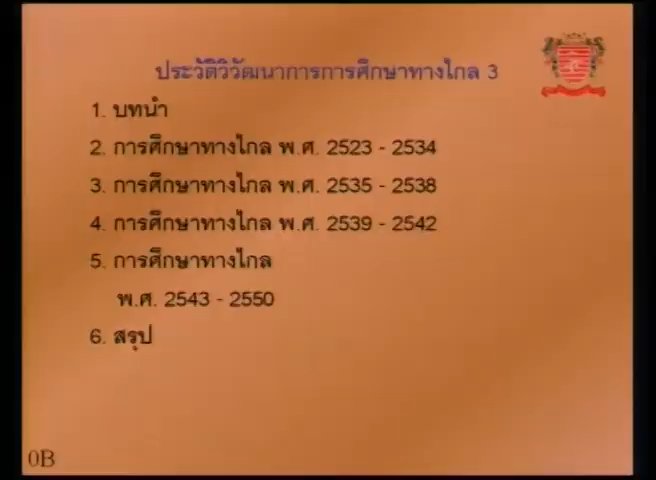 ประวัติวิวัฒนาการการศึกษาทางไกล 3
1. บทนำ
2. การศึกษาทางไกล พ.ศ. 2523 - 2534
3. การศึกษาทางไกล พ.ศ. 2535 - 2538
4. การศึกษาทางไกล พ.ศ. 2539 - 2542
5. การศึกษาทางไกล
พ.ศ. 2543 - 2550
6. สรุป
0B